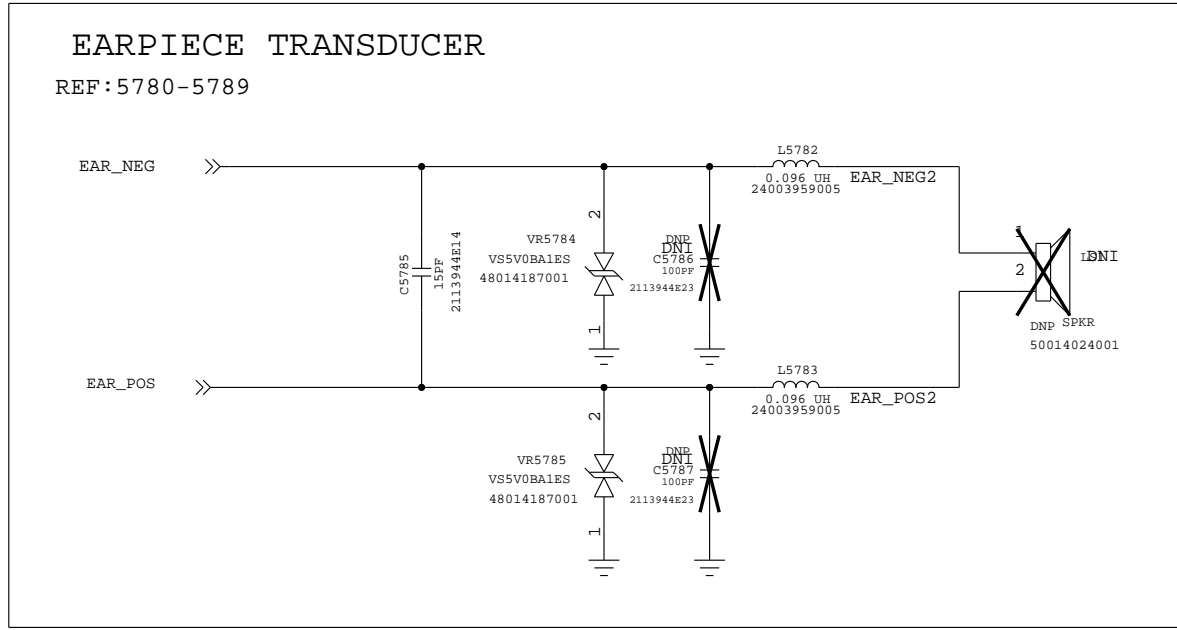 EARPIECE TRANSDUCER
REF:5780-5789
EAR_NEG
C5785
15PF
2113944E14
2
VR5784
VS5V0BA1ES
48014187001
1
DNP
DNI
C5786
100PF
2113944E23
L5782
0.096 UH
24003959005
EAR_NEG2
1
2
DNI
DNP
SPKR
50014024001
EAR_POS
2
VR5785
VS5V0BA1ES
48014187001
1
DNP
DNI
C5787
100PF
2113944E23
L5783
0.096 UH
24003959005
EAR_POS2